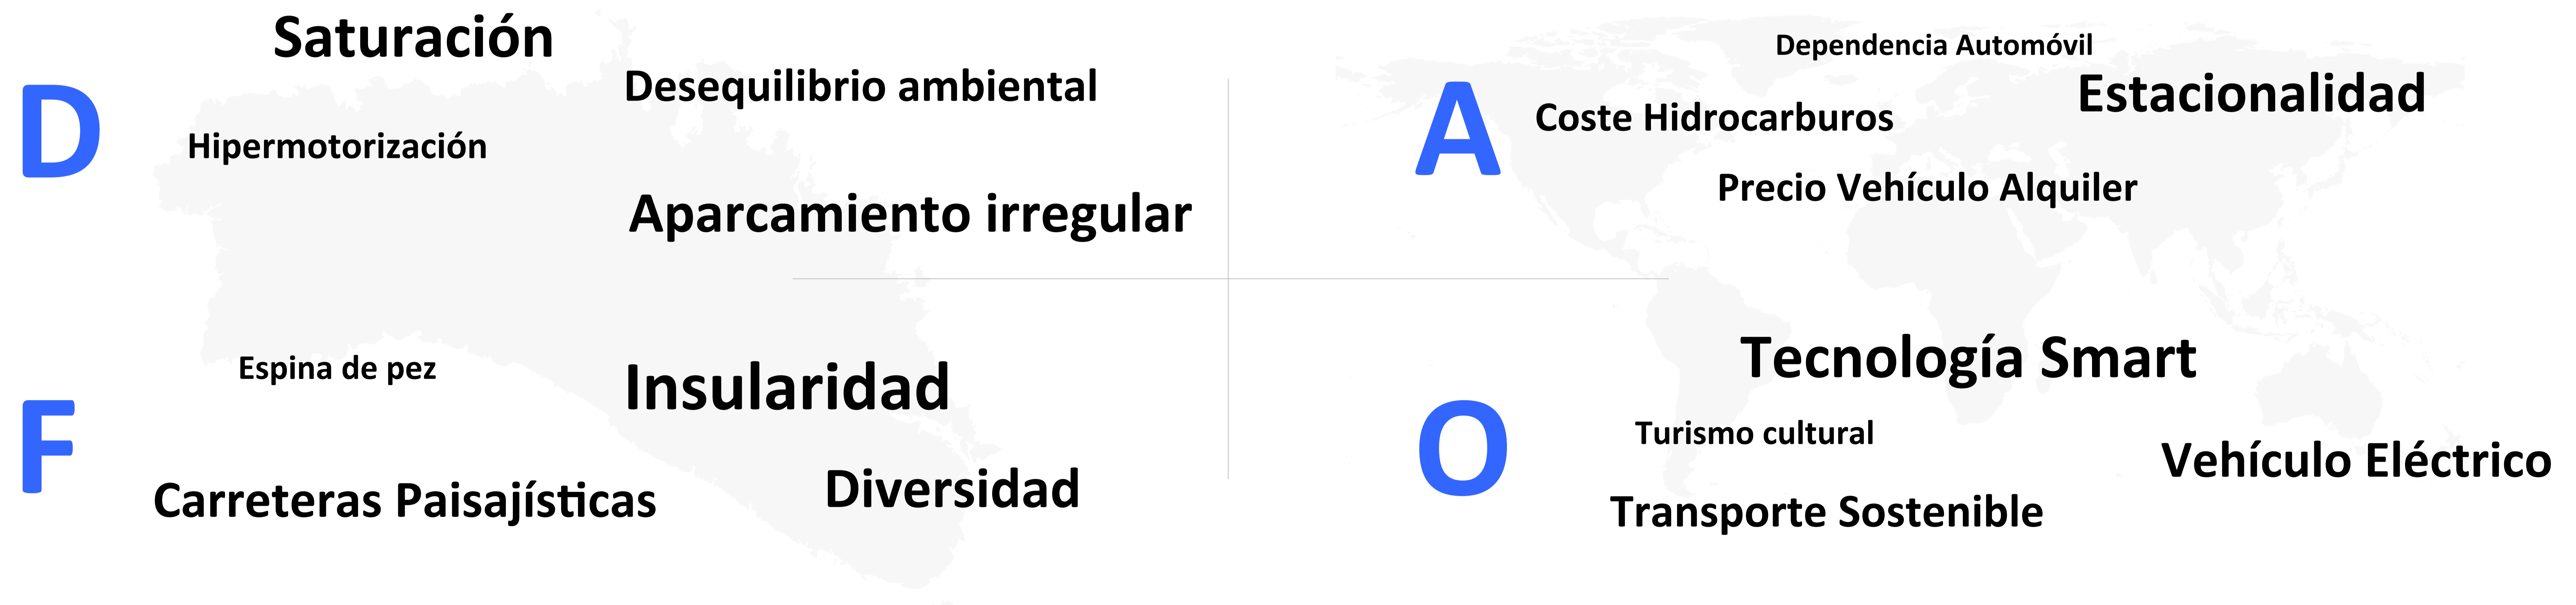 D
Saturación
Desequilibrio ambiental
Hipermotorización
Aparcamiento irregular
A
Dependencia Automóvil
Estacionalidad
Coste Hidrocarburos
Precio Vehículo Alquiler
F
Espina de pez
Insularidad
Carreteras Paisajísticas
Diversidad
O
Tecnología Smart
Turismo cultural
Vehículo Eléctrico
Transporte Sostenible